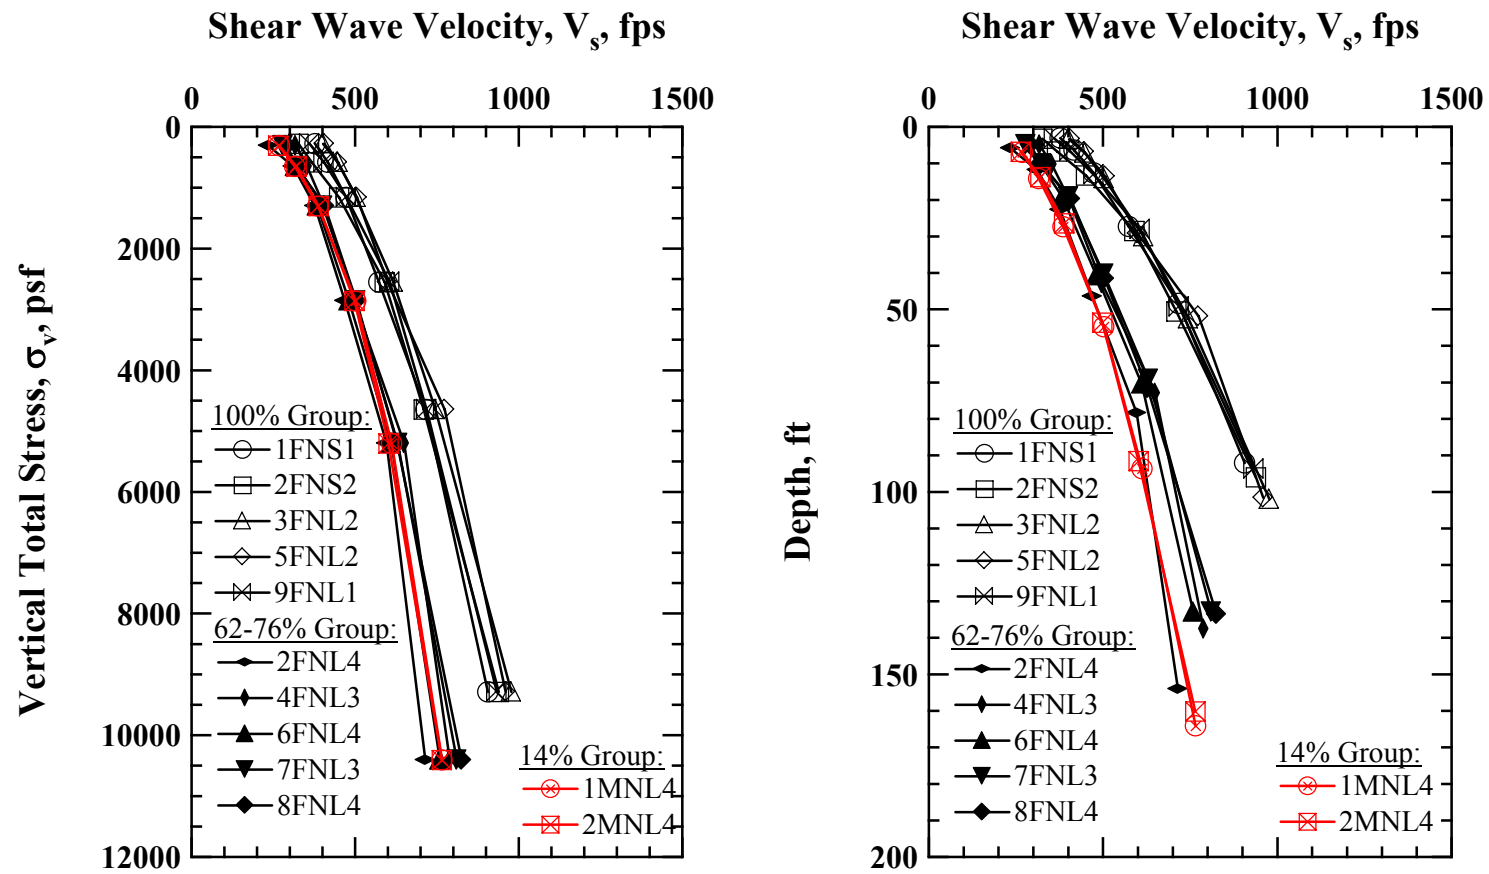 Shear Wave Velocity, Vs, fps
0 500 1000 1500
0
2000
4000
6000
8000
10000
12000
Vertical Total Stress, σv, psf
100% Group:
1FNS1
2FNS2
3FNL2
5FNL2
9FNL1
62-76% Group:
2FNL4
4FNL3
6FNL4
7FNL3
8FNL4
14% Group:
1MNL4
2MNL4
Shear Wave Velocity, Vs, fps
0 500 1000 1500
0
50
100
150
200
Depth, ft
100% Group:
1FNS1
2FNS2
3FNL2
5FNL2
9FNL1
62-76% Group:
2FNL4
4FNL3
6FNL4
7FNL3
8FNL4
14% Group:
1MNL4
2MNL4